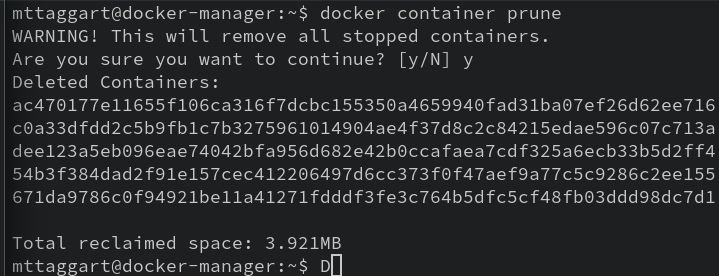 mttaggart@docker-manager:~$ docker container prune
WARNING! This will remove all stopped containers.
Are you sure you want to continue? [y/N] y
Deleted Containers:
ac470177e11655f106ca316f7dcbc155350a4659940fad31ba07ef26d62ee716
c0a33dfdd2c5b9fb1c7b3275961014904ae4f37d8c2c84215edae596c07c713a
dee123a5eb096eae74042bfa956d682e42b0ccafaea7cdf325a6ecb33b5d2ff4
54b3f384dad2f91e157cec412206497d6cc373f0f47aef9a77c5c9286c2ee155
671da9786c0f94921be11a41271fdddf3fe3c764b5dfc5cf48fb03ddd98dc7d1
Total reclaimed space: 3.921MB
mttaggart@docker-manager:~$ D